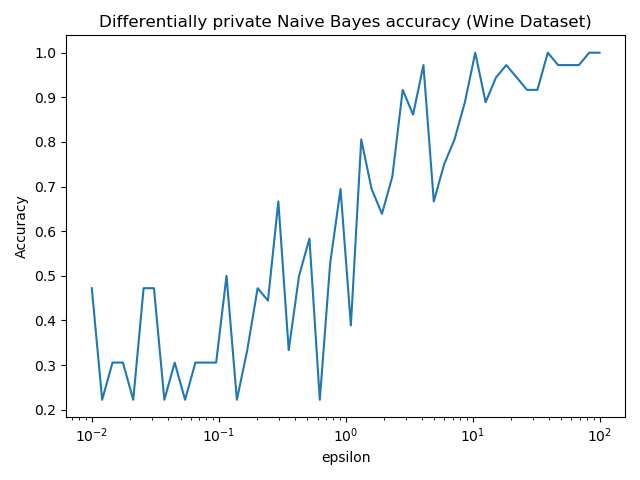 Differentially private Naive Bayes accuracy (Wine Dataset)
Accuracy
1.0
0.9
0.8
0.7
0.6
0.5
0.4
0.3
0.2
10⁻² 10⁻¹ 10⁰ 10¹ 10²
epsilon